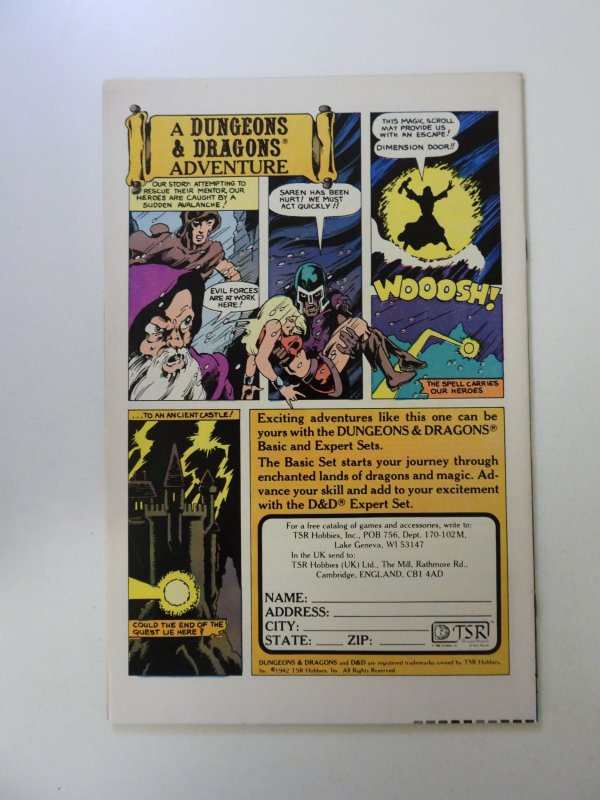 A DUNGEONS
& DRAGONS®
ADVENTURE
OUR STORY: ATTEMPTING TO
RESCUE THEIR MENTOR, OUR
HEROES ARE CAUGHT BY A
SUDDEN AVALANCHE!
EVIL FORCES
ARE AT WORK
HERE!
SAREN HAS BEEN
HURT! WE MUST
ACT QUICKLY!!
THIS MAGIC SCROLL
MAY PROVIDE US
WITH AN ESCAPE!
DIMENSION DOOR!!
WOOOSH!
THE SPELL CARRIES
OUR HEROES
...TO AN ANCIENT CASTLE!
COULD THE END OF THE
QUEST LIE HERE?
Exciting adventures like this one can be
yours with the DUNGEONS & DRAGONS®
Basic and Expert Sets.
The Basic Set starts your journey through
enchanted lands of dragons and magic. Ad-
vance your skill and add to your excitement
with the D&D® Expert Set.
For a free catalog of games and accessories, write to:
TSR Hobbies, Inc., POB 756, Dept. 170-102M,
Lake Geneva, WI 53147
In the UK send to:
TSR Hobbies (UK) Ltd., The Mill, Rathmore Rd.,
Cambridge, ENGLAND, CB1 4AD
NAME:
ADDRESS:
CITY:
STATE: ZIP:
TSR
DUNGEONS & DRAGONS and D&D are registered trademarks owned by TSR Hobbies,
Inc. ©1982 TSR Hobbies, Inc. All Rights Reserved.